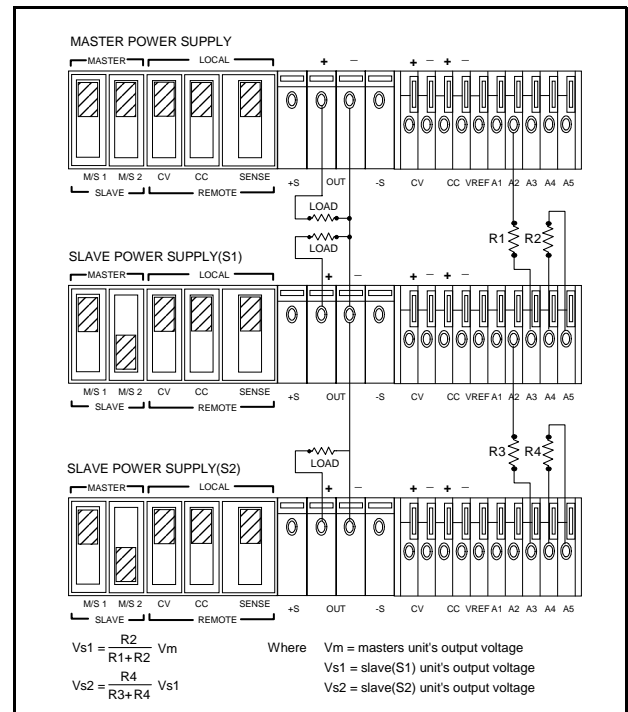 MASTER POWER SUPPLY
MASTER LOCAL + − + − + −
M/S 1 M/S 2 CV CC SENSE +S OUT -S CV CC VREF A1 A2 A3 A4 A5
SLAVE REMOTE
LOAD
LOAD
R1 R2
SLAVE POWER SUPPLY(S1)
MASTER LOCAL + − + − + −
M/S 1 M/S 2 CV CC SENSE +S OUT -S CV CC VREF A1 A2 A3 A4 A5
SLAVE REMOTE
R3 R4
LOAD
SLAVE POWER SUPPLY(S2)
MASTER LOCAL + − + − + −
M/S 1 M/S 2 CV CC SENSE +S OUT -S CV CC VREF A1 A2 A3 A4 A5
SLAVE REMOTE
Vs1 = R2 / R1+R2 Vm Where Vm = masters unit's output voltage
Vs1 = slave(S1) unit's output voltage
Vs2 = R4 / R3+R4 Vs1 Vs2 = slave(S2) unit's output voltage